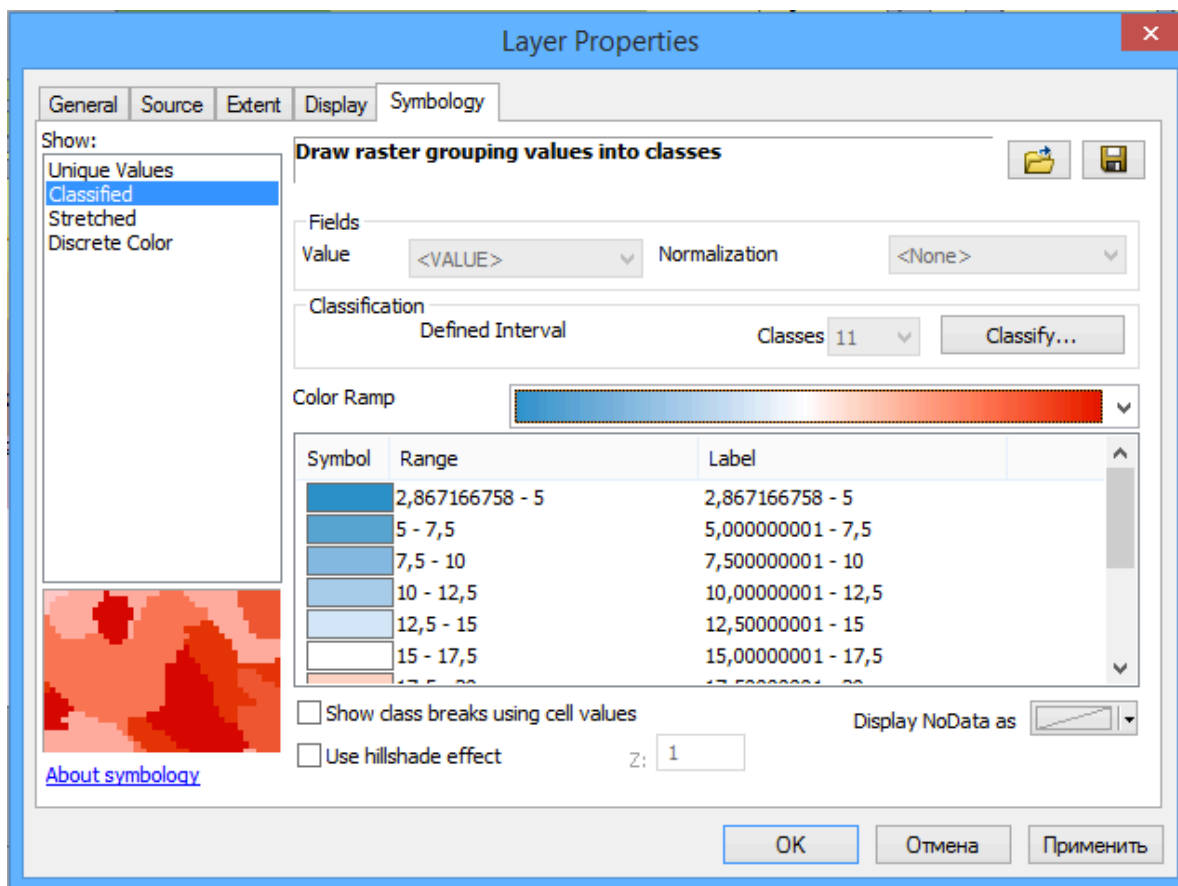 Layer Properties
General Source Extent Display Symbology
Show:
Unique Values
Classified
Stretched
Discrete Color
About symbology
Draw raster grouping values into classes
Fields
Value <VALUE> Normalization <None>
Classification
Defined Interval Classes 11 Classify...
Color Ramp
Symbol Range Label
2,867166758 - 5 2,867166758 - 5
5 - 7,5 5,000000001 - 7,5
7,5 - 10 7,500000001 - 10
10 - 12,5 10,00000001 - 12,5
12,5 - 15 12,50000001 - 15
15 - 17,5 15,00000001 - 17,5
Show class breaks using cell values Display NoData as
Use hillshade effect Z: 1
OK Отмена Применить